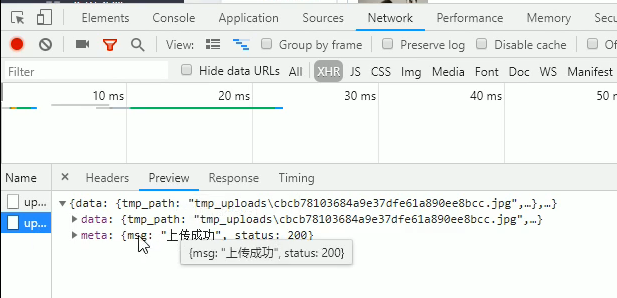 Elements Console Application Sources Network Performance Memory Secu
View: Group by frame Preserve log Disable cache Of
Filter Hide data URLs All XHR JS CSS Img Media Font Doc WS Manifest
10 ms 20 ms 30 ms 40 ms 50 m
Name × Headers Preview Response Timing
up... {data: {tmp_path: "tmp_uploads\cbcb78103684a9e37dfe61a890ee8bcc.jpg",…},…}
up... data: {tmp_path: "tmp_uploads\cbcb78103684a9e37dfe61a890ee8bcc.jpg",…}
meta: {msg: "上传成功", status: 200}
{msg: "上传成功", status: 200}